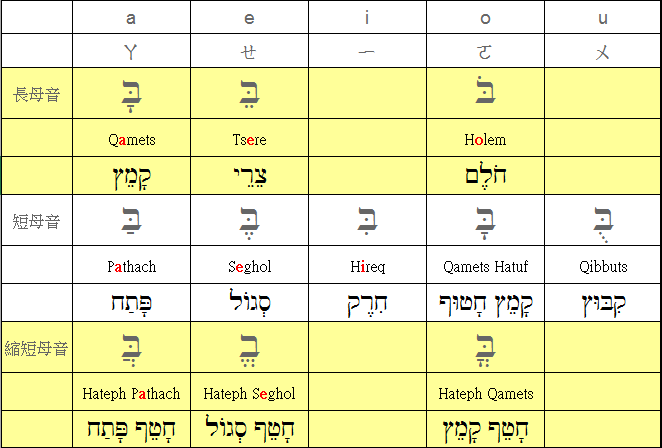 a e i o u
ㄚ ㄝ ㄧ ㄛ ㄨ
長母音 בָּ בֵּ בֹּ
Qamets Tsere Holem
קָמֵץ צֵרֵי חֹלֶם
短母音 בַּ בֶּ בִּ בָּ בֻּ
Pathach Seghol Hireq Qamets Hatuf Qibbuts
פָּתַח סְגוֹל חִרֶק קָמֵץ חָטוּף קִבּוּץ
縮短母音 בֲּ בֱּ בֳּ
Hateph Pathach Hateph Seghol Hateph Qamets
חָטֵף פָּתַח חָטֵף סְגוֹל חָטֵף קָמֵץ